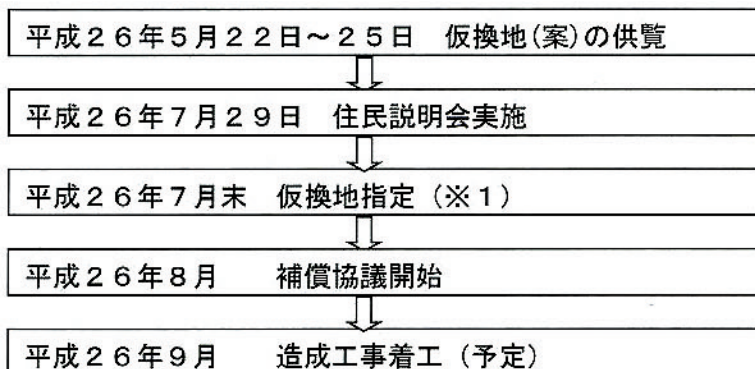 平成２６年５月２２日～２５日　仮換地(案)の供覧
平成２６年７月２９日　住民説明会実施
平成２６年７月末　仮換地指定（※１）
平成２６年８月　　補償協議開始
平成２６年９月　　造成工事着工（予定）